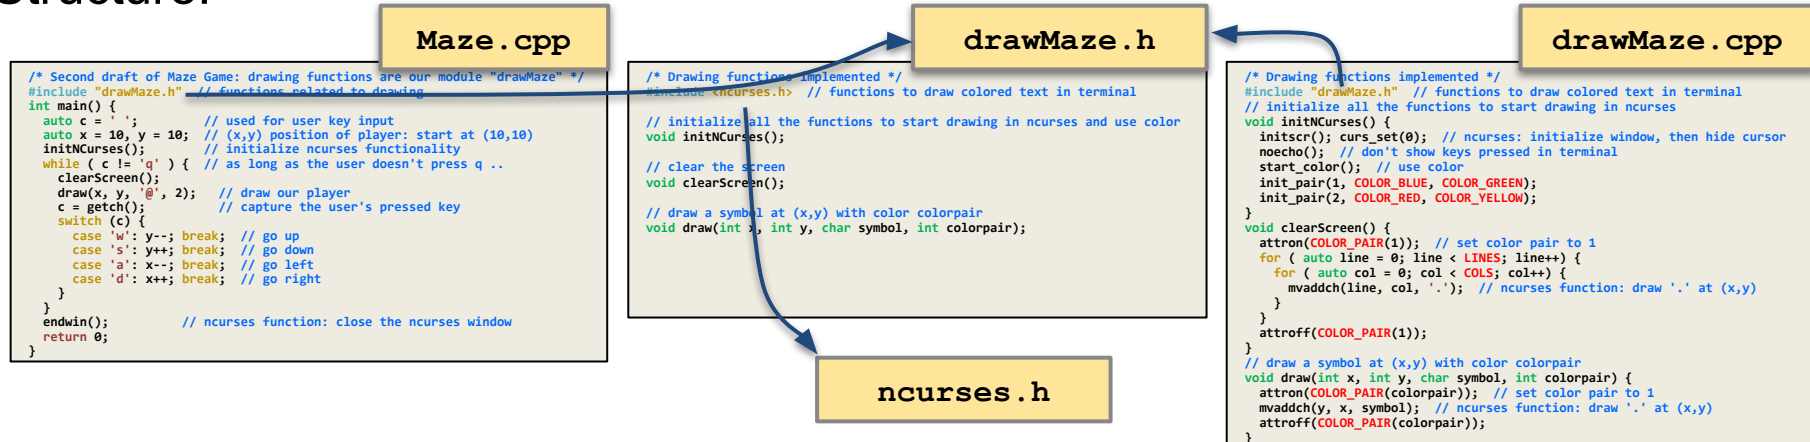 Structure:
Maze.cpp
/* Second draft of Maze Game: drawing functions are our module "drawMaze" */
#include "drawMaze.h" // functions related to drawing
int main() {
auto c = ' '; // used for user key input
auto x = 10, y = 10; // (x,y) position of player: start at (10,10)
initNCurses(); // initialize ncurses functionality
while ( c != 'q' ) { // as long as the user doesn't press q ..
clearScreen();
draw(x, y, '@', 2); // draw our player
c = getch(); // capture the user's pressed key
switch (c) {
case 'w': y--; break; // go up
case 's': y++; break; // go down
case 'a': x--; break; // go left
case 'd': x++; break; // go right
}
}
endwin(); // ncurses function: close the ncurses window
return 0;
}
drawMaze.h
/* Drawing functions implemented */
#include <ncurses.h> // functions to draw colored text in terminal
// initialize all the functions to start drawing in ncurses and use color
void initNCurses();
// clear the screen
void clearScreen();
// draw a symbol at (x,y) with color colorpair
void draw(int x, int y, char symbol, int colorpair);
ncurses.h
drawMaze.cpp
/* Drawing functions implemented */
#include "drawMaze.h" // functions to draw colored text in terminal
// initialize all the functions to start drawing in ncurses
void initNCurses() {
initscr(); curs_set(0); // ncurses: initialize window, then hide cursor
noecho(); // don't show keys pressed in terminal
start_color(); // use color
init_pair(1, COLOR_BLUE, COLOR_GREEN);
init_pair(2, COLOR_RED, COLOR_YELLOW);
}
void clearScreen() {
attron(COLOR_PAIR(1)); // set color pair to 1
for ( auto line = 0; line < LINES; line++) {
for ( auto col = 0; col < COLS; col++) {
mvaddch(line, col, '.'); // ncurses function: draw '.' at (x,y)
}
}
attroff(COLOR_PAIR(1));
}
// draw a symbol at (x,y) with color colorpair
void draw(int x, int y, char symbol, int colorpair) {
attron(COLOR_PAIR(colorpair)); // set color pair to 1
mvaddch(y, x, symbol); // ncurses function: draw '.' at (x,y)
attroff(COLOR_PAIR(colorpair));
}